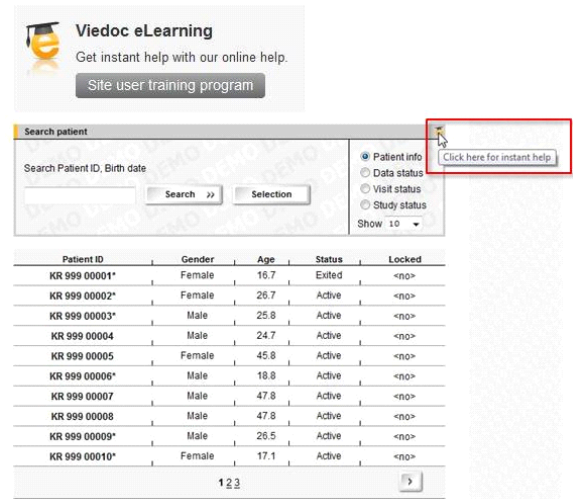 Viedoc eLearning
Get instant help with our online help.
Site user training program
Search patient
Click here for instant help
Search Patient ID, Birth date
Search »
Selection
Patient info
Data status
Visit status
Study status
Show 10
Patient ID Gender Age Status Locked
KR 999 00001* Female 16.7 Exited <no>
KR 999 00002* Female 26.7 Active <no>
KR 999 00003* Male 25.8 Active <no>
KR 999 00004 Male 24.7 Active <no>
KR 999 00005 Female 45.8 Active <no>
KR 999 00006* Male 18.8 Active <no>
KR 999 00007 Male 47.8 Active <no>
KR 999 00008 Male 47.8 Active <no>
KR 999 00009* Male 26.5 Active <no>
KR 999 00010* Female 17.1 Active <no>
1 2 3 >